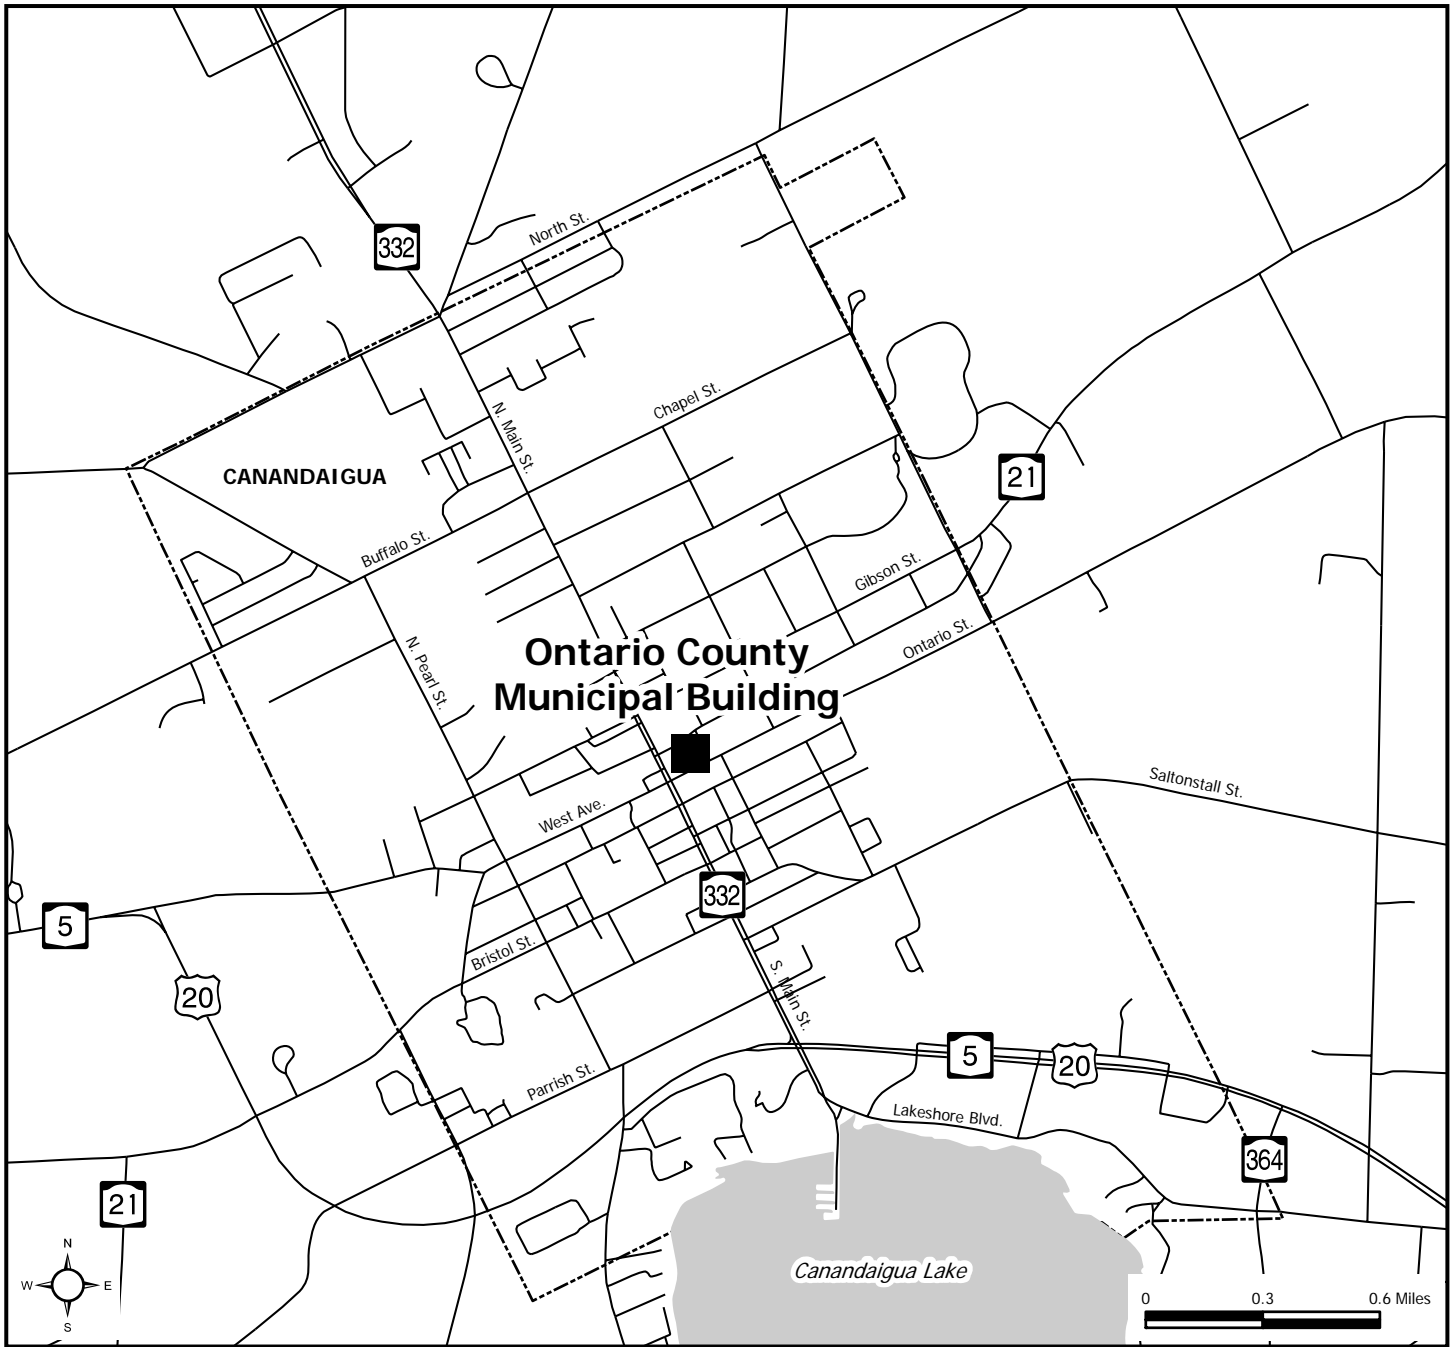 North St.
332
N. Main St.
Chapel St.
CANANDAIGUA
21
Buffalo St.
Gibson St.
Ontario St.
N. Pearl St.
Ontario County
Municipal Building
Saltonstall St.
West Ave.
332
5
Bristol St.
20
S. Main St.
5
20
Parrish St.
Lakeshore Blvd.
364
21
Canandaigua Lake
N
W
E
S
0
0.3
0.6 Miles